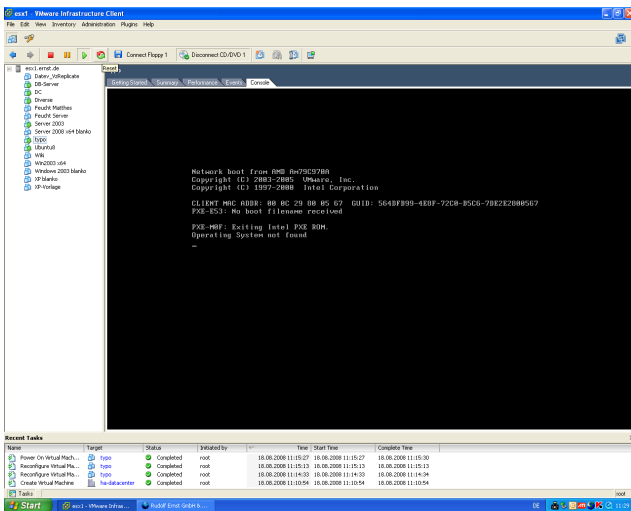 esx1 - VMware Infrastructure Client
File Edit View Inventory Administration Plugins Help
Connect Floppy 1 Disconnect CD/DVD 1
Reset
esx1.ernst.de
Datev_VzReplicate
DB-Server
DC
Diverse
Feucht Matthes
Feucht Server
Server 2003
Server 2008 x64 blanko
typo
Ubuntu8
Win2003 x64
Windows 2003 blanko
XP blanko
XP-Vorlage
Getting Started Summary Performance Events Console
Network boot from AMD Am79C970A
Copyright (C) 2003-2005 VMware, Inc.
Copyright (C) 1997-2000 Intel Corporation
CLIENT MAC ADDR: 00 0C 29 80 05 67 GUID: 564DFB99-4E8F-72C0-B5C6-7DE2E2800567
PXE-E53: No boot filename received
PXE-M0F: Exiting Intel PXE ROM.
Operating System not found
Recent Tasks
Name Target Status Initiated by Time Start Time Complete Time
Power On Virtual Mach... typo Completed root 18.08.2008 11:15:27 18.08.2008 11:15:27 18.08.2008 11:15:30
Reconfigure Virtual Ma... typo Completed root 18.08.2008 11:15:13 18.08.2008 11:15:13 18.08.2008 11:15:13
Reconfigure Virtual Ma... typo Completed root 18.08.2008 11:14:33 18.08.2008 11:14:33 18.08.2008 11:14:34
Create Virtual Machine ha-datacenter Completed root 18.08.2008 11:10:54 18.08.2008 11:10:54 18.08.2008 11:10:54
Tasks root
Start esx1 - VMware Infras... Rudolf Ernst GmbH b... DE 11:29